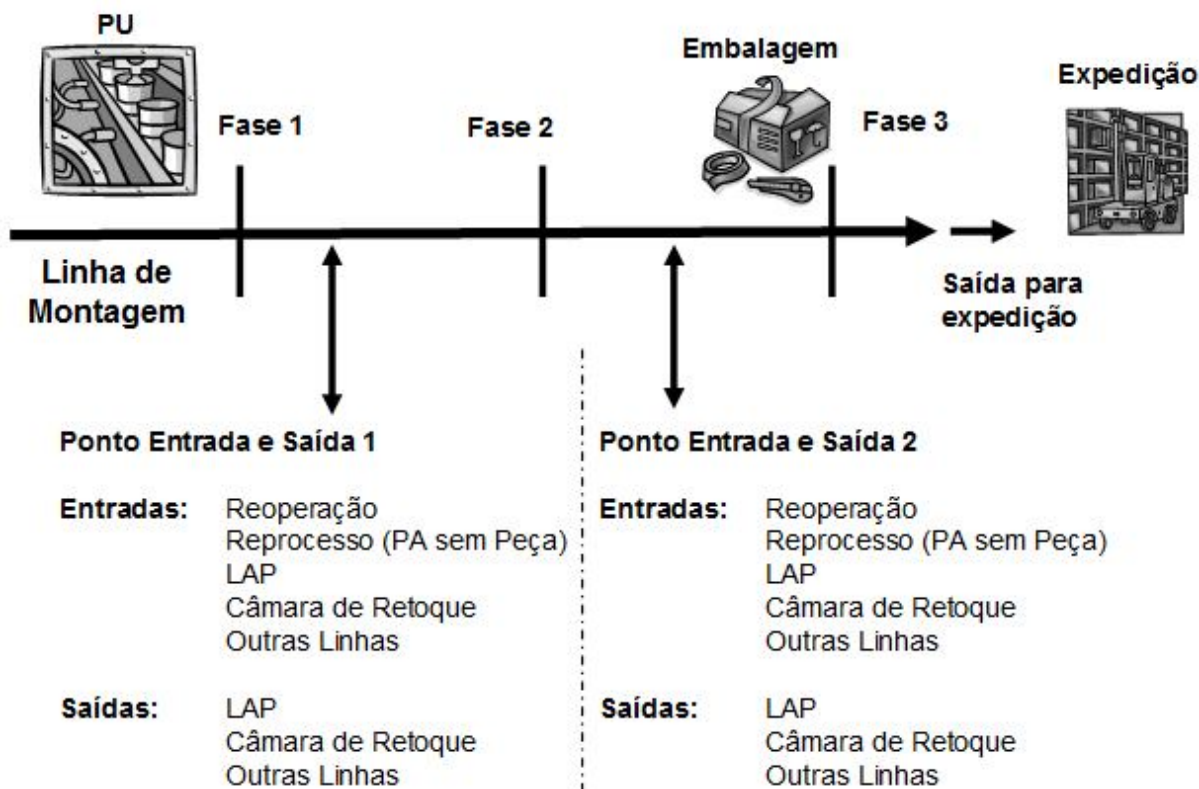 PU
Embalagem
Expedição
Fase 1
Fase 2
Fase 3
Linha de
Montagem
Saída para
expedição
Ponto Entrada e Saída 1
Entradas: Reoperação
Reprocesso (PA sem Peça)
LAP
Câmara de Retoque
Outras Linhas
Saídas: LAP
Câmara de Retoque
Outras Linhas
Ponto Entrada e Saída 2
Entradas: Reoperação
Reprocesso (PA sem Peça)
LAP
Câmara de Retoque
Outras Linhas
Saídas: LAP
Câmara de Retoque
Outras Linhas